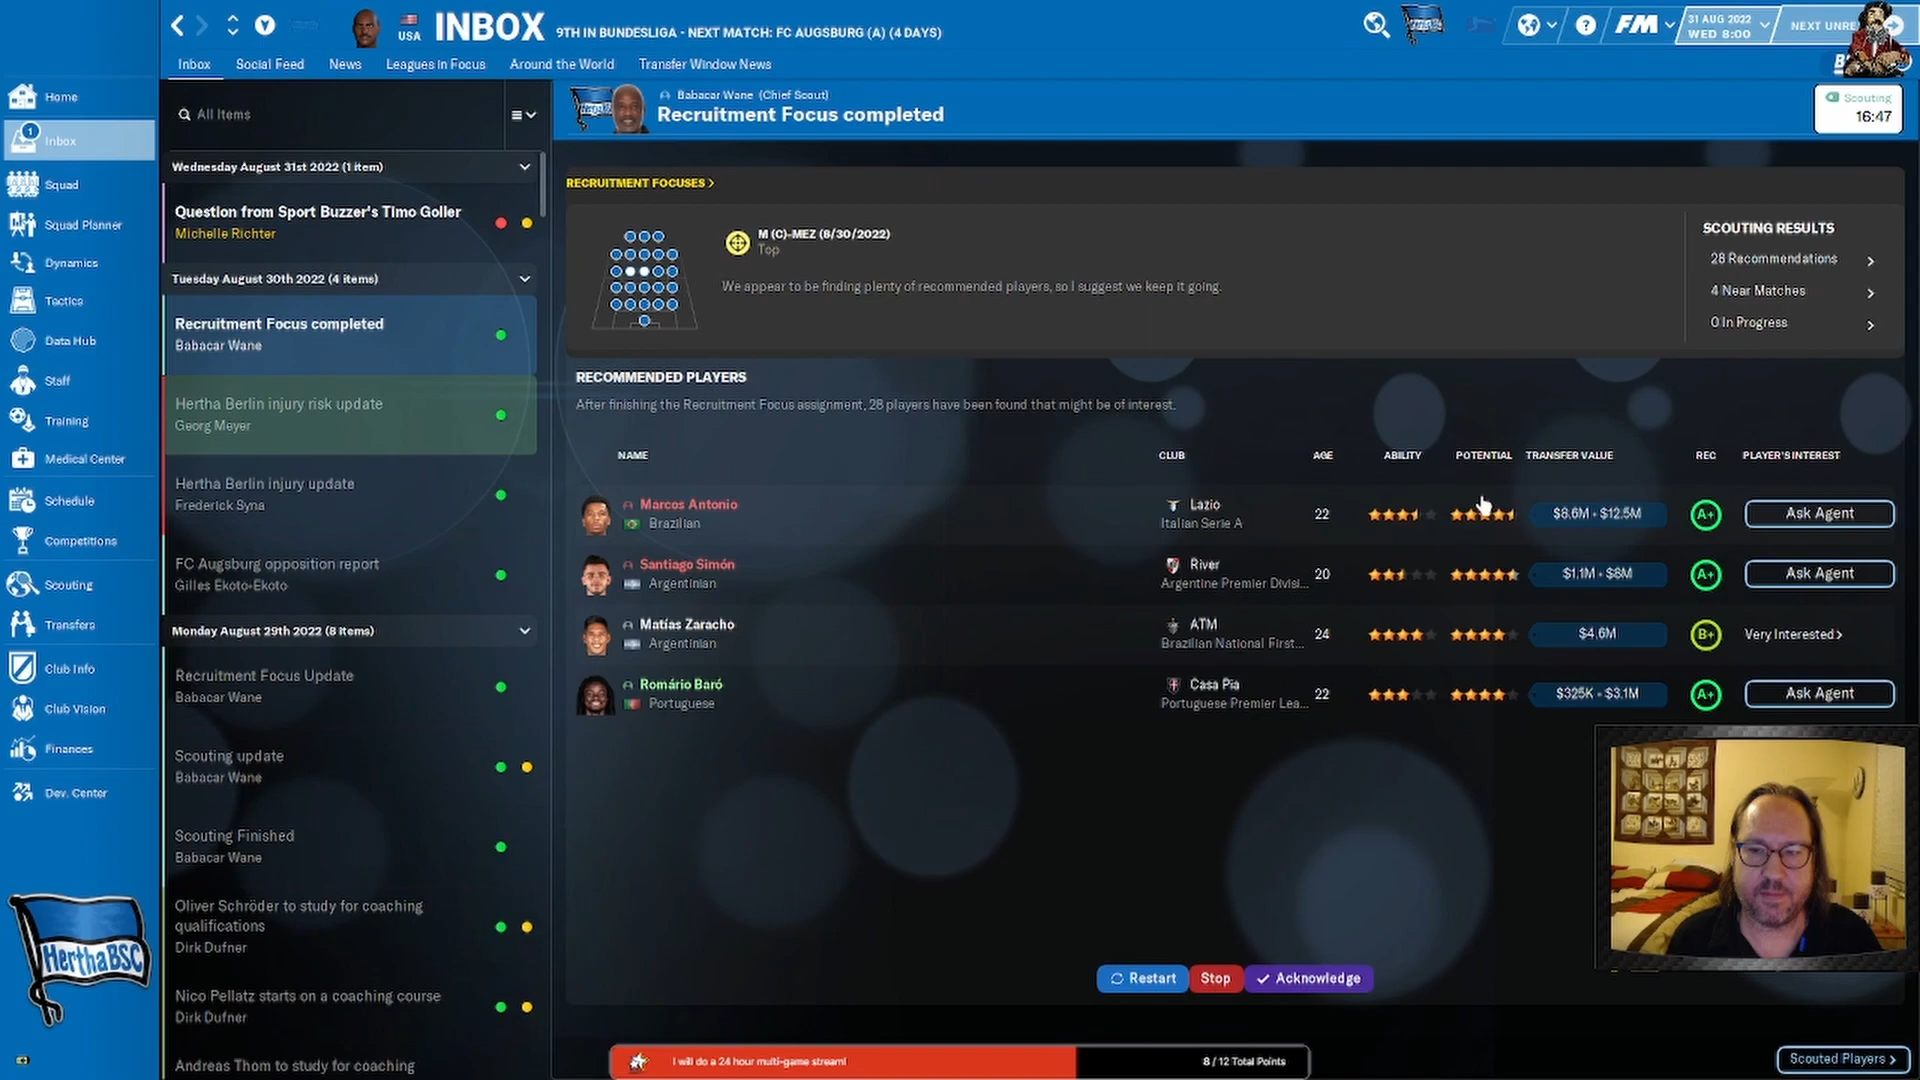 USA
INBOX
9TH IN BUNDESLIGA - NEXT MATCH: FC AUGSBURG (A) (4 DAYS)
FM
31 AUG 2022
WED 8:00
NEXT UNRE
Inbox
Social Feed
News
Leagues in Focus
Around the World
Transfer Window News
Home
1
Inbox
Squad
Squad Planner
Dynamics
Tactics
Data Hub
Staff
Training
Medical Center
Schedule
Competitions
Scouting
Transfers
Club Info
Club Vision
Finances
Dev. Center
Hertha BSC
All Items
Wednesday August 31st 2022 (1 item)
Question from Sport Buzzer's Timo Goller
Michelle Richter
Tuesday August 30th 2022 (4 items)
Recruitment Focus completed
Babacar Wane
Hertha Berlin injury risk update
Georg Meyer
Hertha Berlin injury update
Frederick Syna
FC Augsburg opposition report
Gilles Ekoto-Ekoto
Monday August 29th 2022 (8 items)
Recruitment Focus Update
Babacar Wane
Scouting update
Babacar Wane
Scouting Finished
Babacar Wane
Oliver Schröder to study for coaching
qualifications
Dirk Dufner
Nico Pellatz starts on a coaching course
Dirk Dufner
Andreas Thom to study for coaching
Babacar Wane (Chief Scout)
Recruitment Focus completed
Scouting
16:47
RECRUITMENT FOCUSES >
M (C)-MEZ (8/30/2022)
Top
We appear to be finding plenty of recommended players, so I suggest we keep it going.
SCOUTING RESULTS
28 Recommendations
4 Near Matches
0 In Progress
RECOMMENDED PLAYERS
After finishing the Recruitment Focus assignment, 28 players have been found that might be of interest.
NAME CLUB AGE ABILITY POTENTIAL TRANSFER VALUE REC PLAYER'S INTEREST
Marcos Antonio Lazio 22 $8.6M - $12.5M A+ Ask Agent
Brazilian Italian Serie A
Santiago Simón River 20 $1.1M - $8M A+ Ask Agent
Argentinian Argentine Premier Divisi...
Matías Zaracho ATM 24 $4.6M B+ Very Interested >
Argentinian Brazilian National First...
Romário Baró Casa Pia 22 $325K - $3.1M A+ Ask Agent
Portuguese Portuguese Premier Lea...
Restart
Stop
Acknowledge
I will do a 24 hour multi-game stream!
8 / 12 Total Points
Scouted Players >